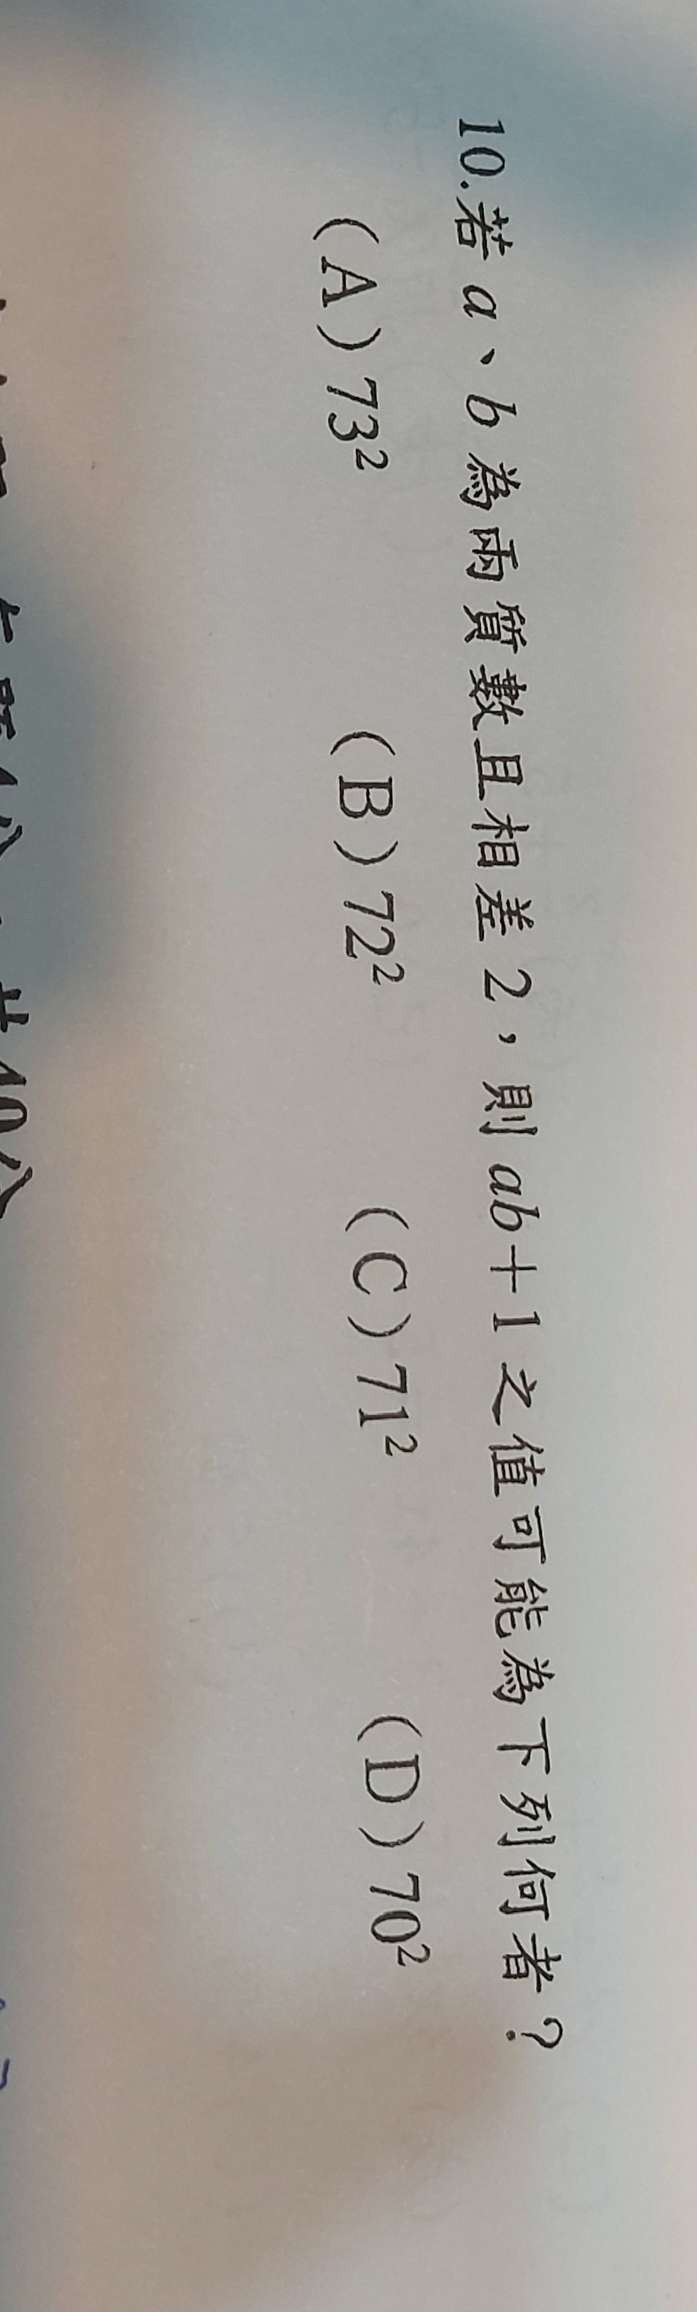 10.若 a、b 為兩質數且相差 2，則 ab＋1 之值可能為下列何者？
(A) 73²　(B) 72²　(C) 71²　(D) 70²